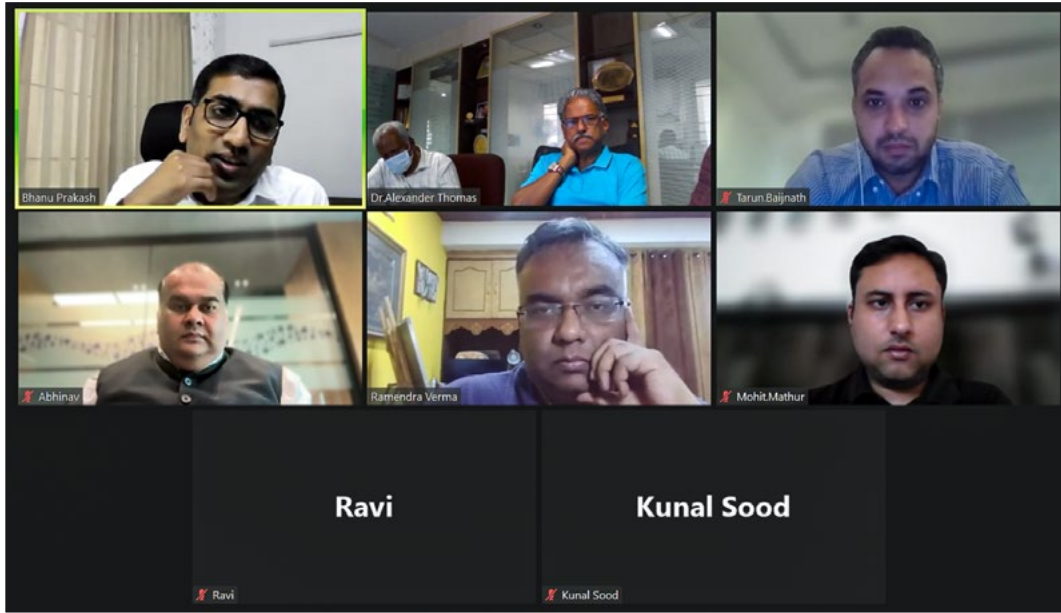 Bhanu Prakash
Dr.Alexander Thomas
Tarun.Baijnath
Abhinav
Ramendra Verma
Mohit.Mathur
Ravi
Kunal Sood
Ravi
Kunal Sood